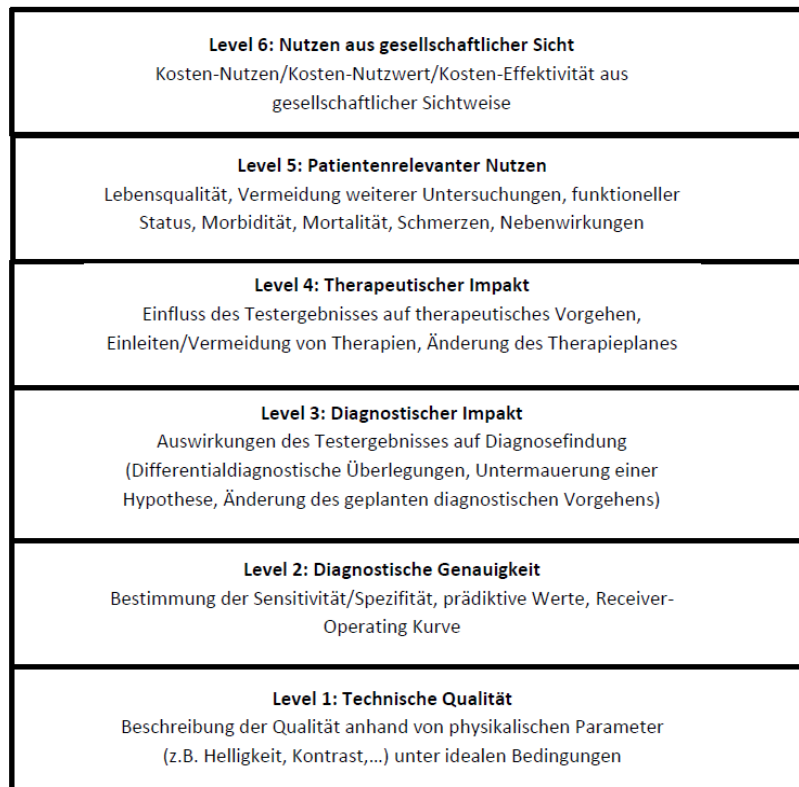 Level 6: Nutzen aus gesellschaftlicher Sicht
Kosten-Nutzen/Kosten-Nutzwert/Kosten-Effektivität aus
gesellschaftlicher Sichtweise
Level 5: Patientenrelevanter Nutzen
Lebensqualität, Vermeidung weiterer Untersuchungen, funktioneller
Status, Morbidität, Mortalität, Schmerzen, Nebenwirkungen
Level 4: Therapeutischer Impakt
Einfluss des Testergebnisses auf therapeutisches Vorgehen,
Einleiten/Vermeidung von Therapien, Änderung des Therapieplanes
Level 3: Diagnostischer Impakt
Auswirkungen des Testergebnisses auf Diagnosefindung
(Differentialdiagnostische Überlegungen, Untermauerung einer
Hypothese, Änderung des geplanten diagnostischen Vorgehens)
Level 2: Diagnostische Genauigkeit
Bestimmung der Sensitivität/Spezifität, prädiktive Werte, Receiver-
Operating Kurve
Level 1: Technische Qualität
Beschreibung der Qualität anhand von physikalischen Parameter
(z.B. Helligkeit, Kontrast,...) unter idealen Bedingungen